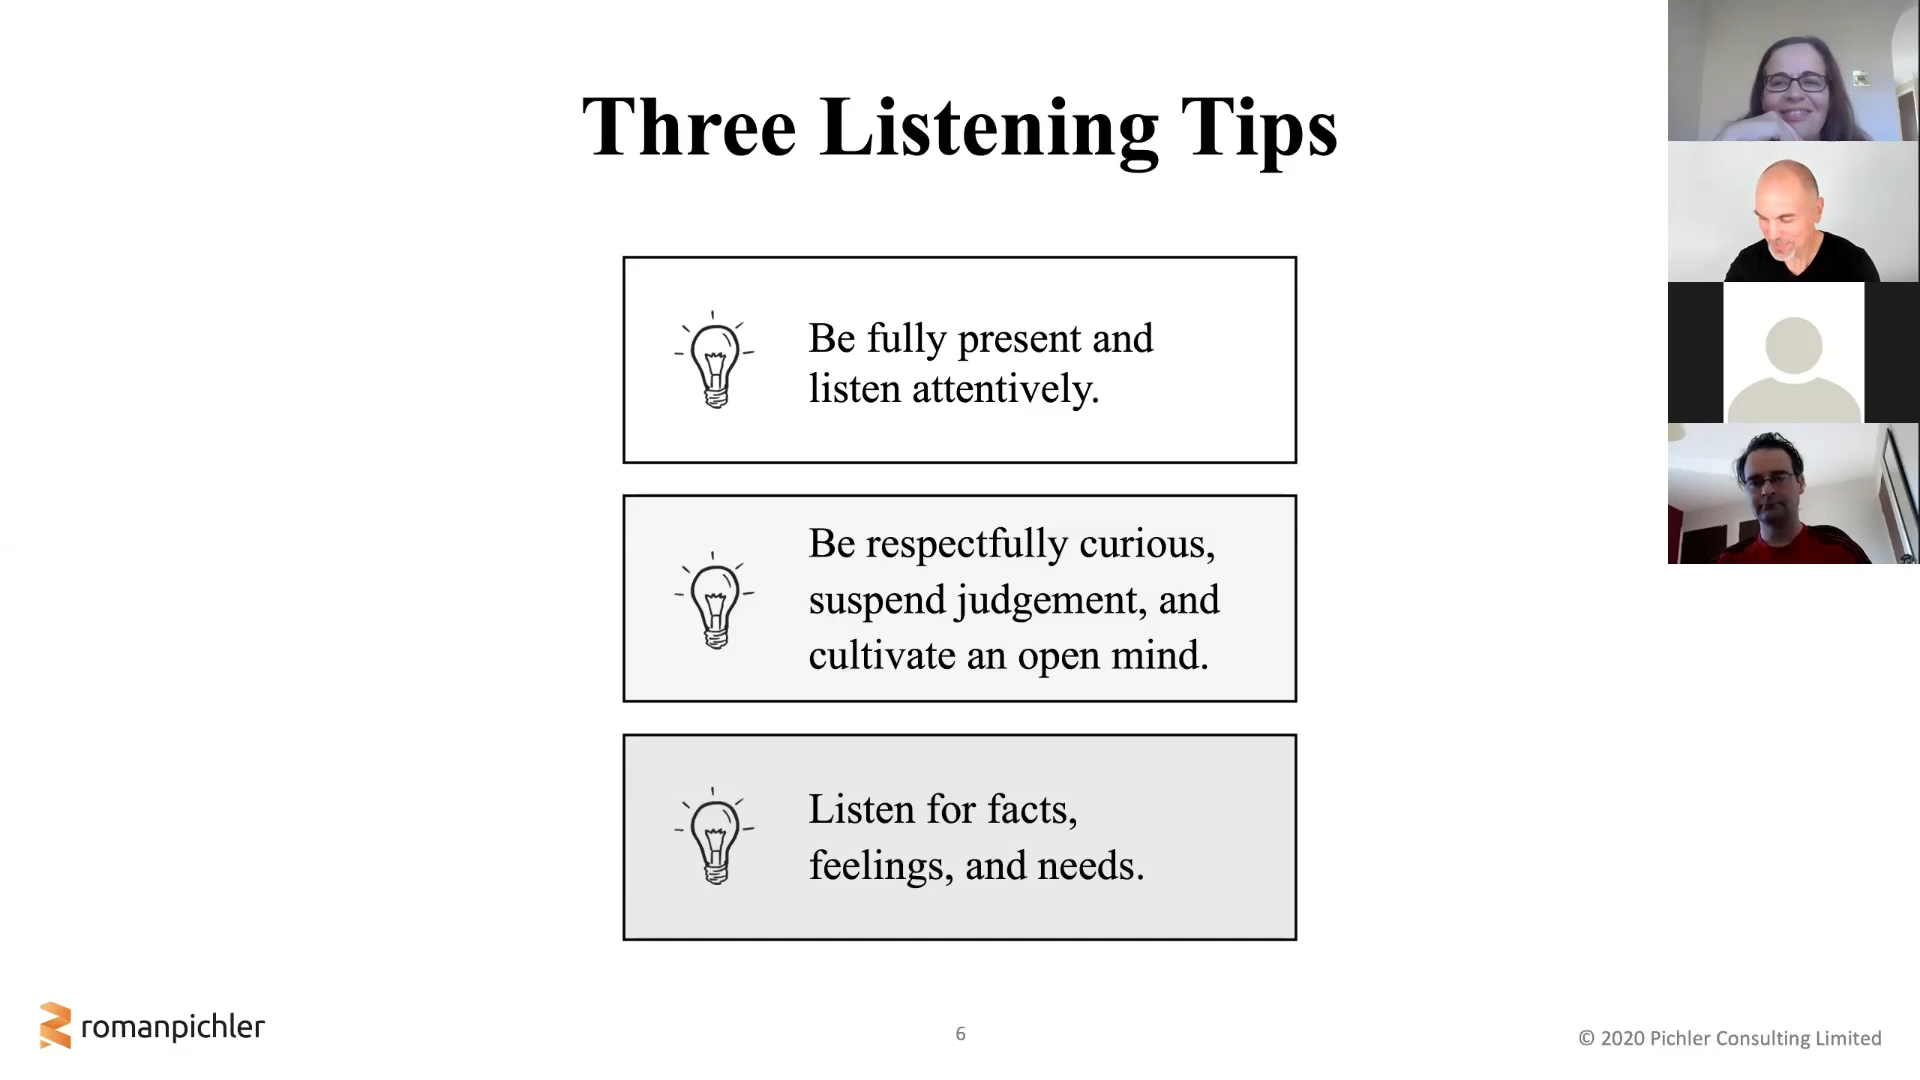 Three Listening Tips
Be fully present and
listen attentively.
Be respectfully curious,
suspend judgement, and
cultivate an open mind.
Listen for facts,
feelings, and needs.
romanpichler
6
© 2020 Pichler Consulting Limited